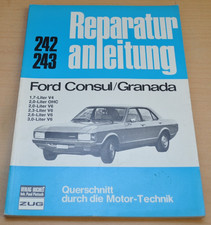 242
243
Reparatur
anleitung
Ford Consul/Granada
1,7-Liter V4
2,0-Liter OHC
2,0-Liter V6
2,3-Liter V6
2,6-Liter V6
3,0-Liter V6
ZUG
Querschnitt
durch die Motor-Technik